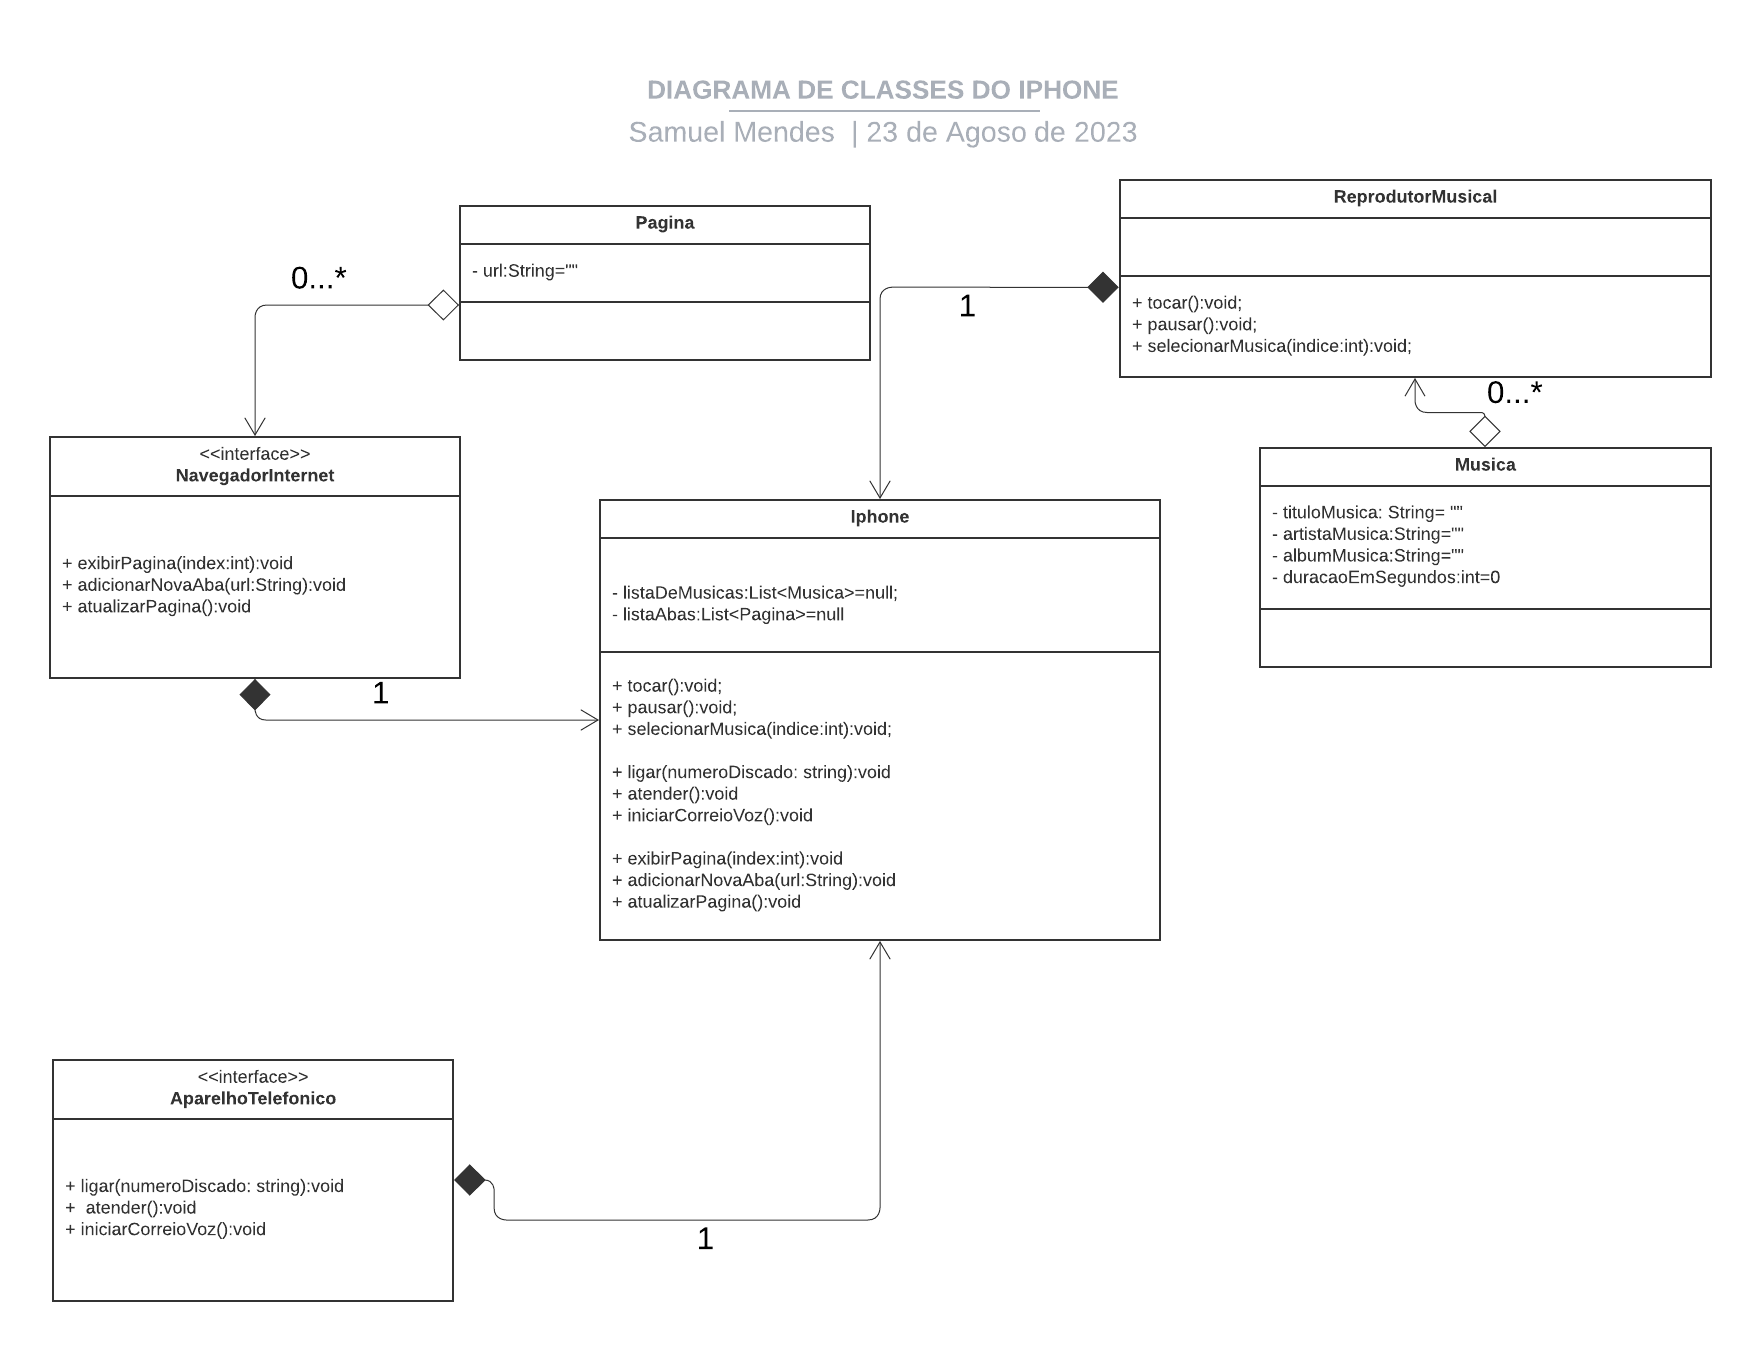 DIAGRAMA DE CLASSES DO IPHONE
Samuel Mendes | 23 de Agoso de 2023
Pagina
- url:String=""
0...*
ReprodutorMusical
+ tocar():void;
+ pausar():void;
+ selecionarMusica(indice:int):void;
1
0...*
<<interface>>
NavegadorInternet
+ exibirPagina(index:int):void
+ adicionarNovaAba(url:String):void
+ atualizarPagina():void
1
Musica
- tituloMusica: String= ""
- artistaMusica:String=""
- albumMusica:String=""
- duracaoEmSegundos:int=0
Iphone
- listaDeMusicas:List<Musica>=null;
- listaAbas:List<Pagina>=null
+ tocar():void;
+ pausar():void;
+ selecionarMusica(indice:int):void;
+ ligar(numeroDiscado: string):void
+ atender():void
+ iniciarCorreioVoz():void
+ exibirPagina(index:int):void
+ adicionarNovaAba(url:String):void
+ atualizarPagina():void
<<interface>>
AparelhoTelefonico
+ ligar(numeroDiscado: string):void
+  atender():void
+ iniciarCorreioVoz():void
1